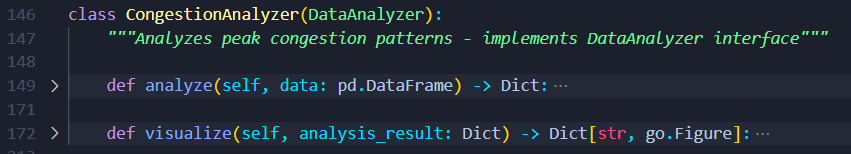 146 class CongestionAnalyzer(DataAnalyzer):
147 """Analyzes peak congestion patterns - implements DataAnalyzer interface"""
148
149 > def analyze(self, data: pd.DataFrame) -> Dict:···
171
172 > def visualize(self, analysis_result: Dict) -> Dict[str, go.Figure]:···